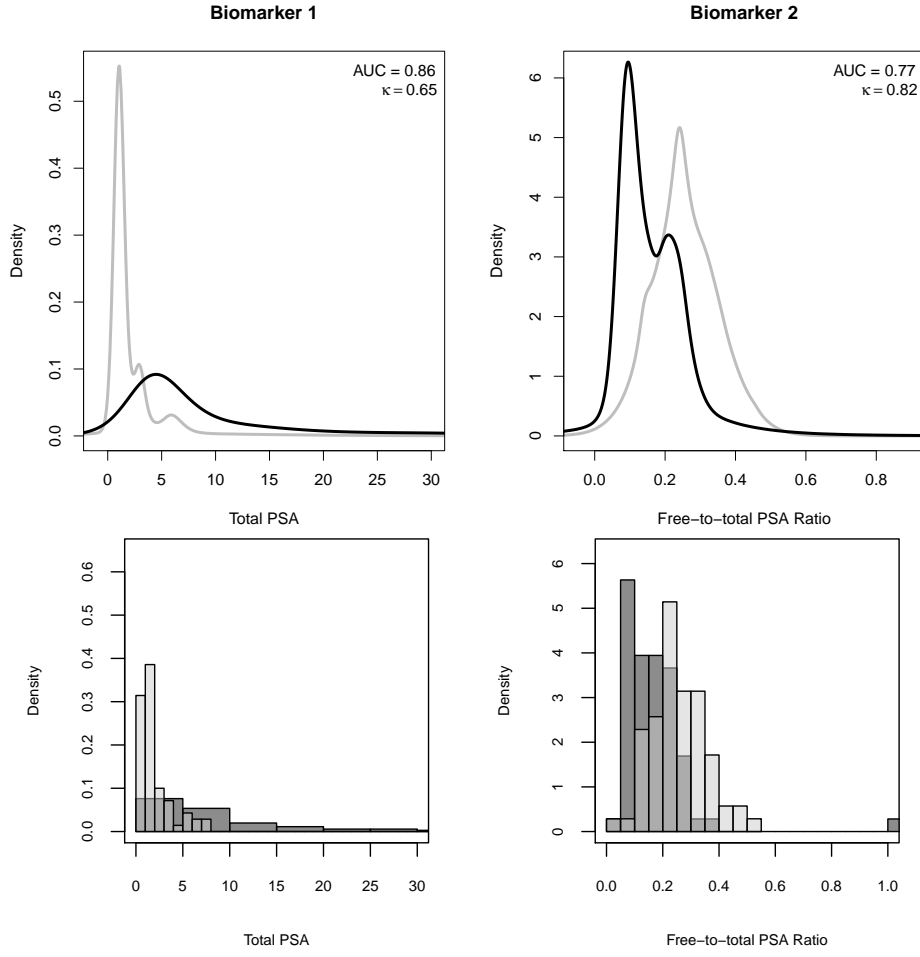 Biomarker 1
AUC = 0.86
κ = 0.65
Density
0.0 0.1 0.2 0.3 0.4 0.5
0 5 10 15 20 25 30
Total PSA
Biomarker 2
AUC = 0.77
κ = 0.82
Density
0 1 2 3 4 5 6
0.0 0.2 0.4 0.6 0.8
Free−to−total PSA Ratio
Density
0.0 0.1 0.2 0.3 0.4 0.5 0.6
0 5 10 15 20 25 30
Total PSA
Density
0 1 2 3 4 5 6
0.0 0.2 0.4 0.6 0.8 1.0
Free−to−total PSA Ratio